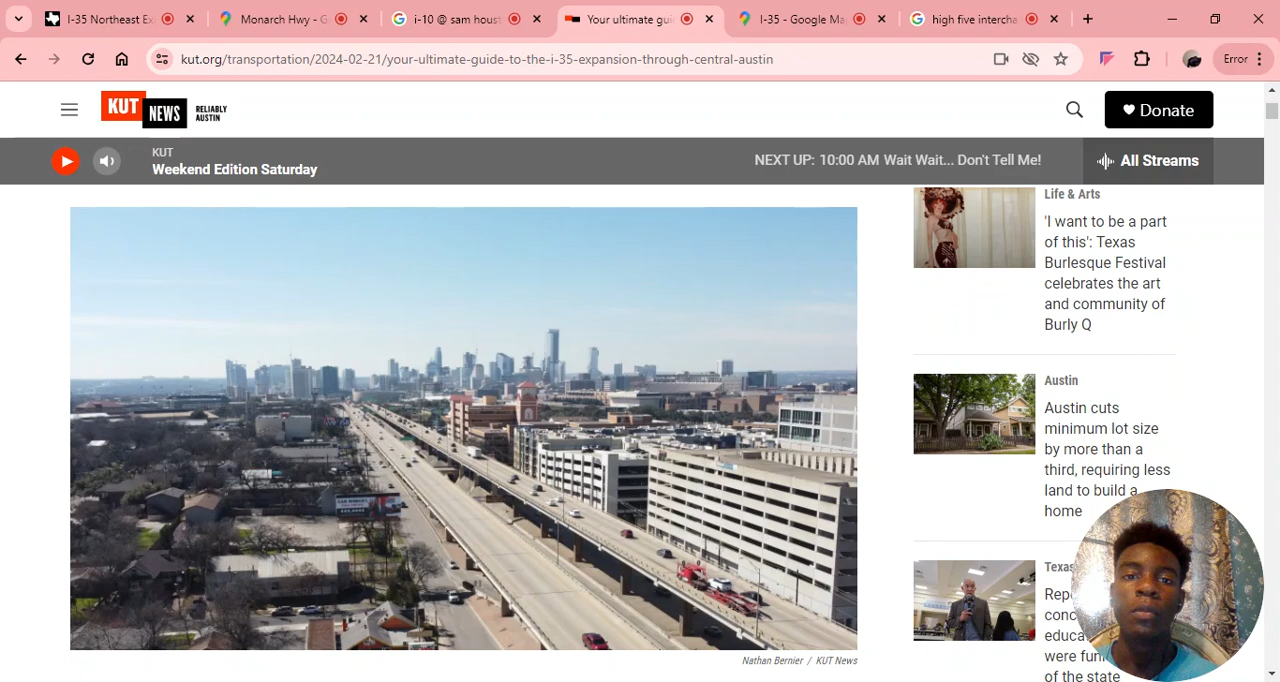 I-35 Northeast Ex
Monarch Hwy - G
i-10 @ sam houst
Your ultimate gui
I-35 - Google Ma
high five intercha
kut.org/transportation/2024-02-21/your-ultimate-guide-to-the-i-35-expansion-through-central-austin
Error
KUT NEWS RELIABLY AUSTIN
Donate
KUT
Weekend Edition Saturday
NEXT UP: 10:00 AM Wait Wait... Don't Tell Me!
All Streams
Life & Arts
'I want to be a part
of this': Texas
Burlesque Festival
celebrates the art
and community of
Burly Q
Austin
Austin cuts
minimum lot size
by more than a
third, requiring less
land to build a
home
Texas
Rep
conc
educa
were fun
of the state
Nathan Bernier / KUT News